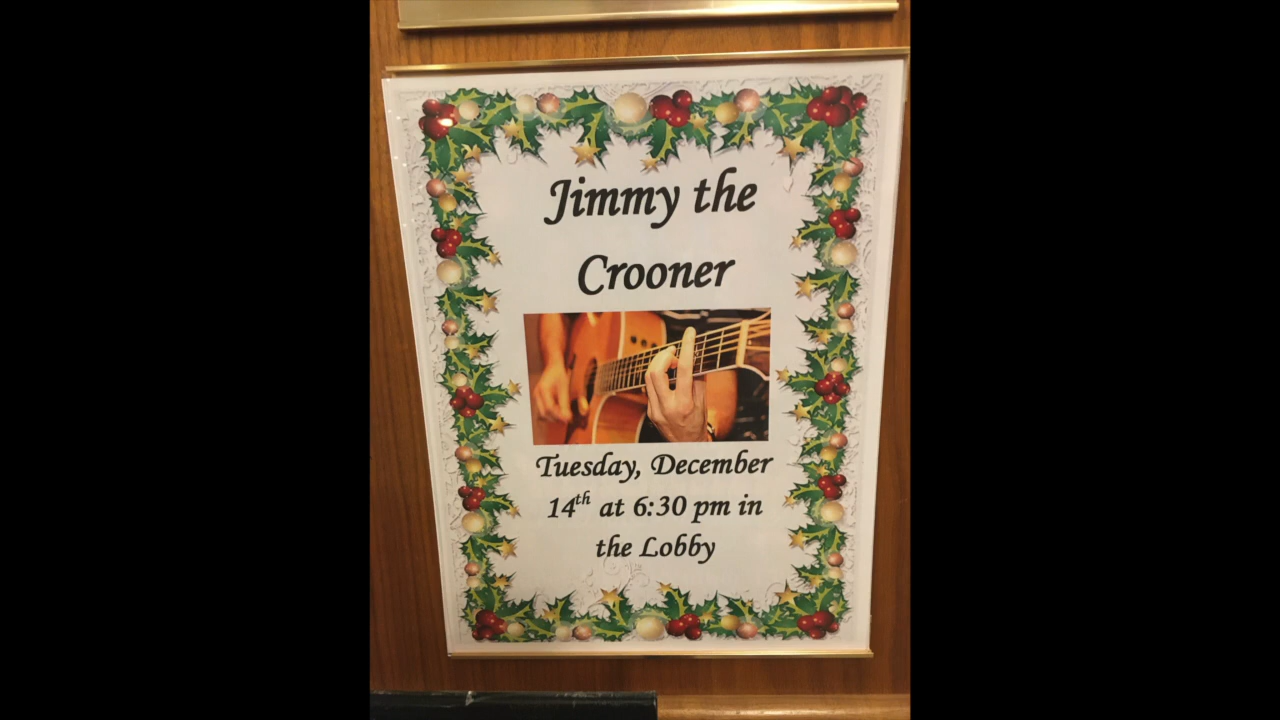 Jimmy the
Crooner
Tuesday, December
14th at 6:30 pm in
the Lobby